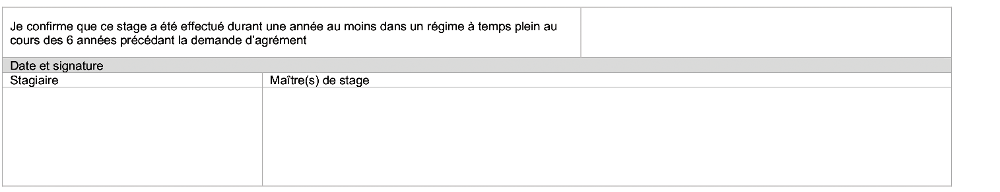 Je confirme que ce stage a été effectué durant une année au moins dans un régime à temps plein au
cours des 6 années précédant la demande d’agrément
Date et signature
Stagiaire
Maître(s) de stage